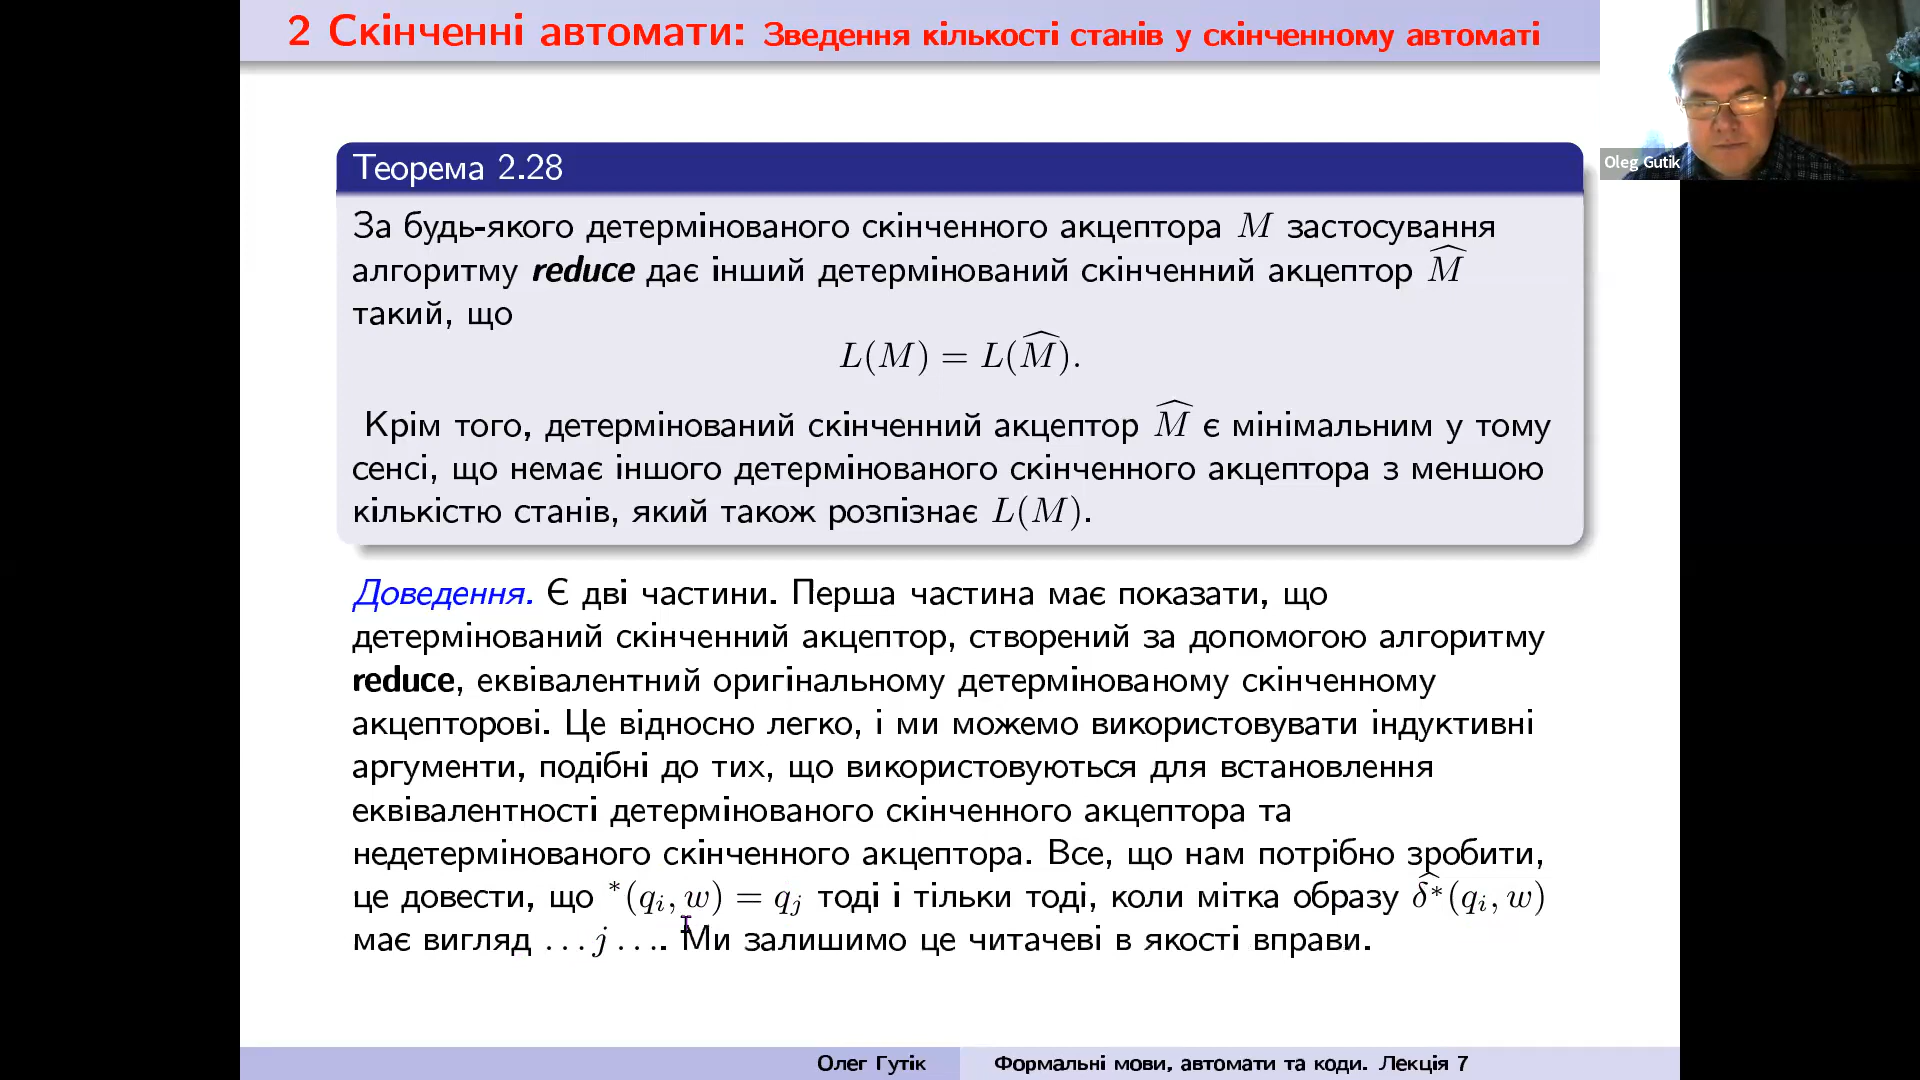 2 Скінченні автомати: Зведення кількості станів у скінченному автоматі
Oleg Gutik
Теорема 2.28
За будь-якого детермінованого скінченного акцептора M застосування
алгоритму reduce дає інший детермінований скінченний акцептор M̂
такий, що
L(M) = L(M̂).
Крім того, детермінований скінченний акцептор M̂ є мінімальним у тому
сенсі, що немає іншого детермінованого скінченного акцептора з меншою
кількістю станів, який також розпізнає L(M).
Доведення. Є дві частини. Перша частина має показати, що
детермінований скінченний акцептор, створений за допомогою алгоритму
reduce, еквівалентний оригінальному детермінованому скінченному
акцепторові. Це відносно легко, і ми можемо використовувати індуктивні
аргументи, подібні до тих, що використовуються для встановлення
еквівалентності детермінованого скінченного акцептора та
недетермінованого скінченного акцептора. Все, що нам потрібно зробити,
це довести, що *(qᵢ, w) = qⱼ тоді і тільки тоді, коли мітка образу δ̂*(qᵢ, w)
має вигляд ...j.... Ми залишимо це читачеві в якості вправи.
Олег Гутік
Формальні мови, автомати та коди. Лекція 7